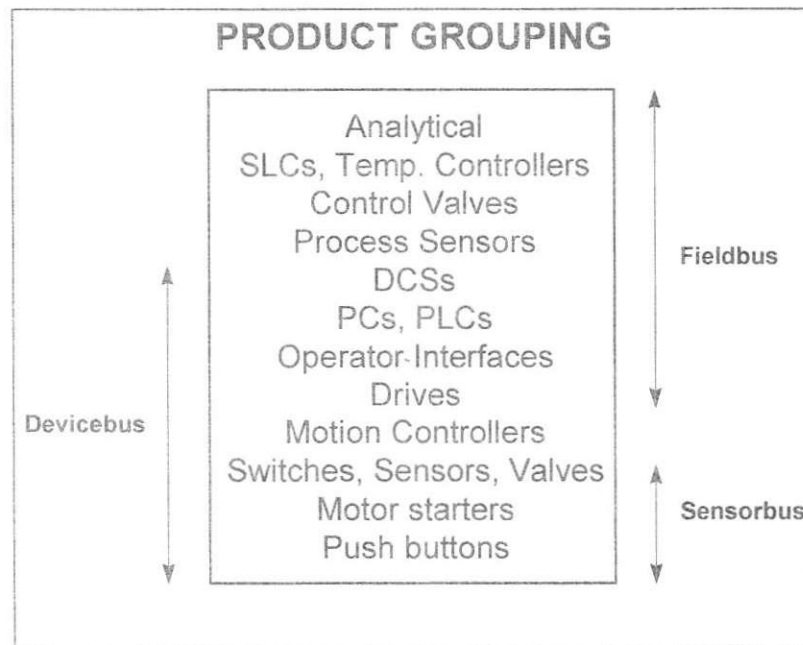 PRODUCT GROUPING
Analytical
SLCs, Temp. Controllers
Control Valves
Process Sensors
DCSs
PCs, PLCs
Operator-Interfaces
Drives
Motion Controllers
Switches, Sensors, Valves
Motor starters
Push buttons
Fieldbus
Devicebus
Sensorbus